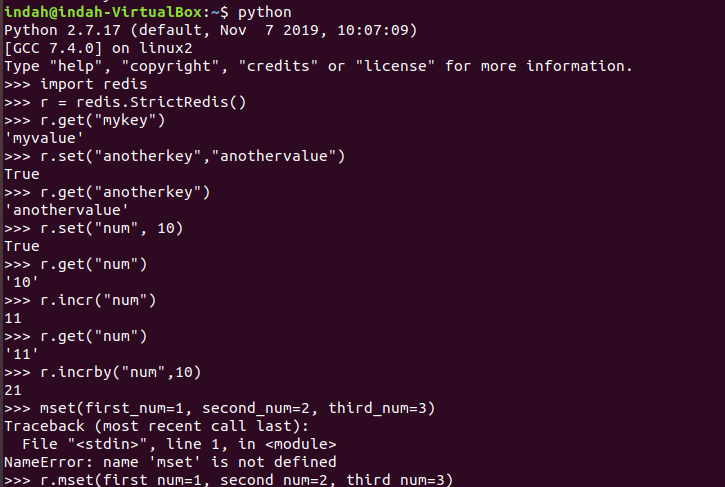 indah@indah-VirtualBox:~$ python
Python 2.7.17 (default, Nov  7 2019, 10:07:09)
[GCC 7.4.0] on linux2
Type "help", "copyright", "credits" or "license" for more information.
>>> import redis
>>> r = redis.StrictRedis()
>>> r.get("mykey")
'myvalue'
>>> r.set("anotherkey","anothervalue")
True
>>> r.get("anotherkey")
'anothervalue'
>>> r.set("num", 10)
True
>>> r.get("num")
'10'
>>> r.incr("num")
11
>>> r.get("num")
'11'
>>> r.incrby("num",10)
21
>>> mset(first_num=1, second_num=2, third_num=3)
Traceback (most recent call last):
  File "<stdin>", line 1, in <module>
NameError: name 'mset' is not defined
>>> r.mset(first_num=1, second_num=2, third_num=3)